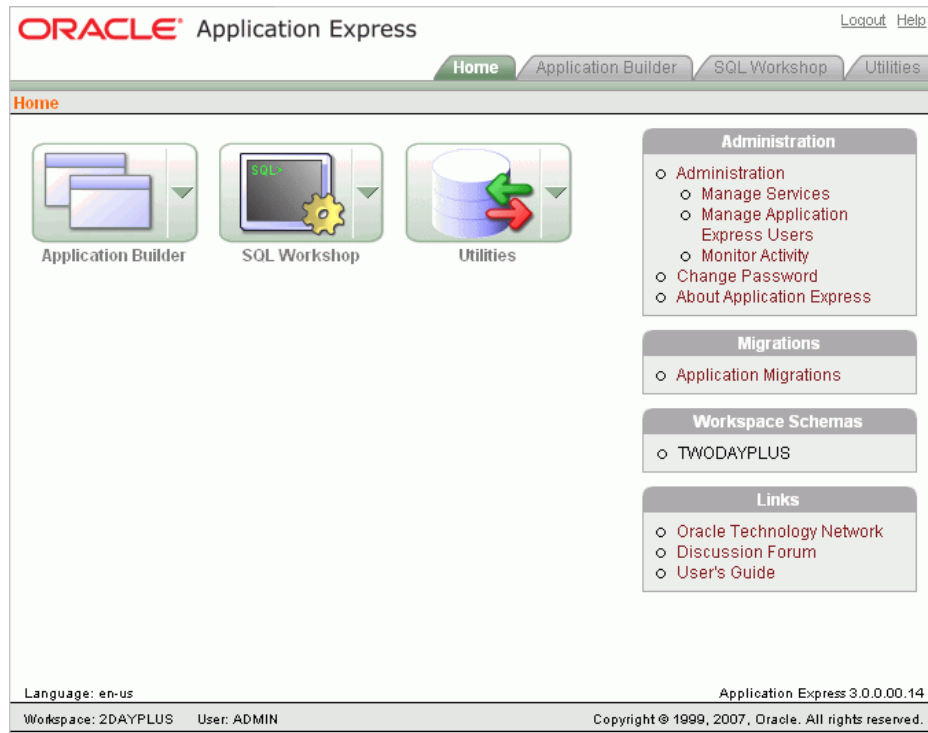 ORACLE Application Express
Logout Help
Home Application Builder SQL Workshop Utilities
Home
SQL>
Application Builder
SQL Workshop
Utilities
Administration
Administration
Manage Services
Manage Application
Express Users
Monitor Activity
Change Password
About Application Express
Migrations
Application Migrations
Workspace Schemas
TWODAYPLUS
Links
Oracle Technology Network
Discussion Forum
User's Guide
Language: en-us
Application Express 3.0.0.00.14
Workspace: 2DAYPLUS User: ADMIN
Copyright © 1999, 2007, Oracle. All rights reserved.